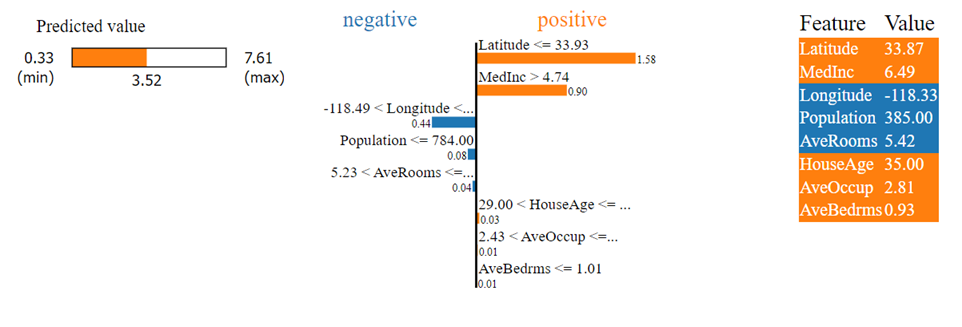 Predicted value
0.33
(min)
7.61
(max)
3.52
negative
positive
Latitude <= 33.93
1.58
MedInc > 4.74
0.90
-118.49 < Longitude <...
0.44
Population <= 784.00
0.08
5.23 < AveRooms <=...
0.04
29.00 < HouseAge <= ...
0.03
2.43 < AveOccup <=...
0.01
AveBedrms <= 1.01
0.01
Feature Value
Latitude 33.87
MedInc 6.49
Longitude -118.33
Population 385.00
AveRooms 5.42
HouseAge 35.00
AveOccup 2.81
AveBedrms 0.93